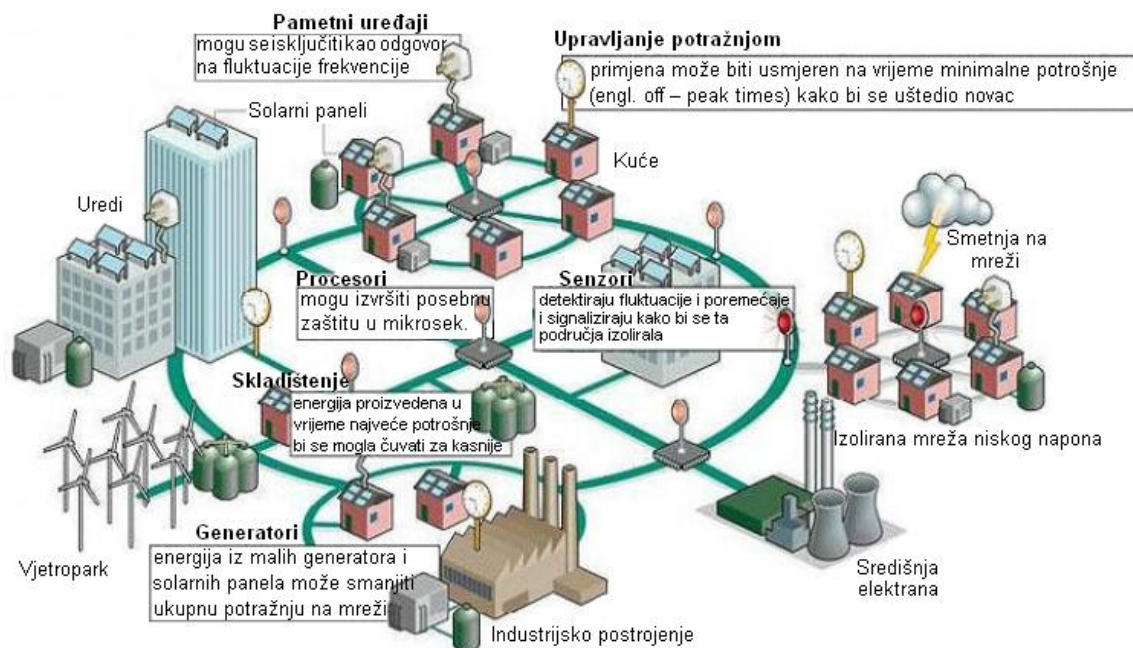 Pametni uređaji
mogu seisključitikao odgovor
na fluktuacije frekvencije
Upravljanje potražnjom
primjena može biti usmjeren na vrijeme minimalne potrošnje
(engl. off – peak times) kako bi se uštedio novac
Solarni paneli
Kuće
Uredi
Smetnja na
mreži
Procesori
mogu izvršiti posebnu
zaštitu u mikrosek.
Senzori
detektiraju fluktuacije i poremećaje
i signaliziraju kako bi se ta
područja izolirala
Skladištenje
energija proizvedena u
vrijeme najveće potrošnje
bi se mogla čuvati za kasnije
Izolirana mreža niskog napona
Generatori
energija iz malih generatora i
solarnih panela može smanjiti
ukupnu potražnju na mreži
Vjetropark
Središnja
elektrana
Industrijsko postrojenje